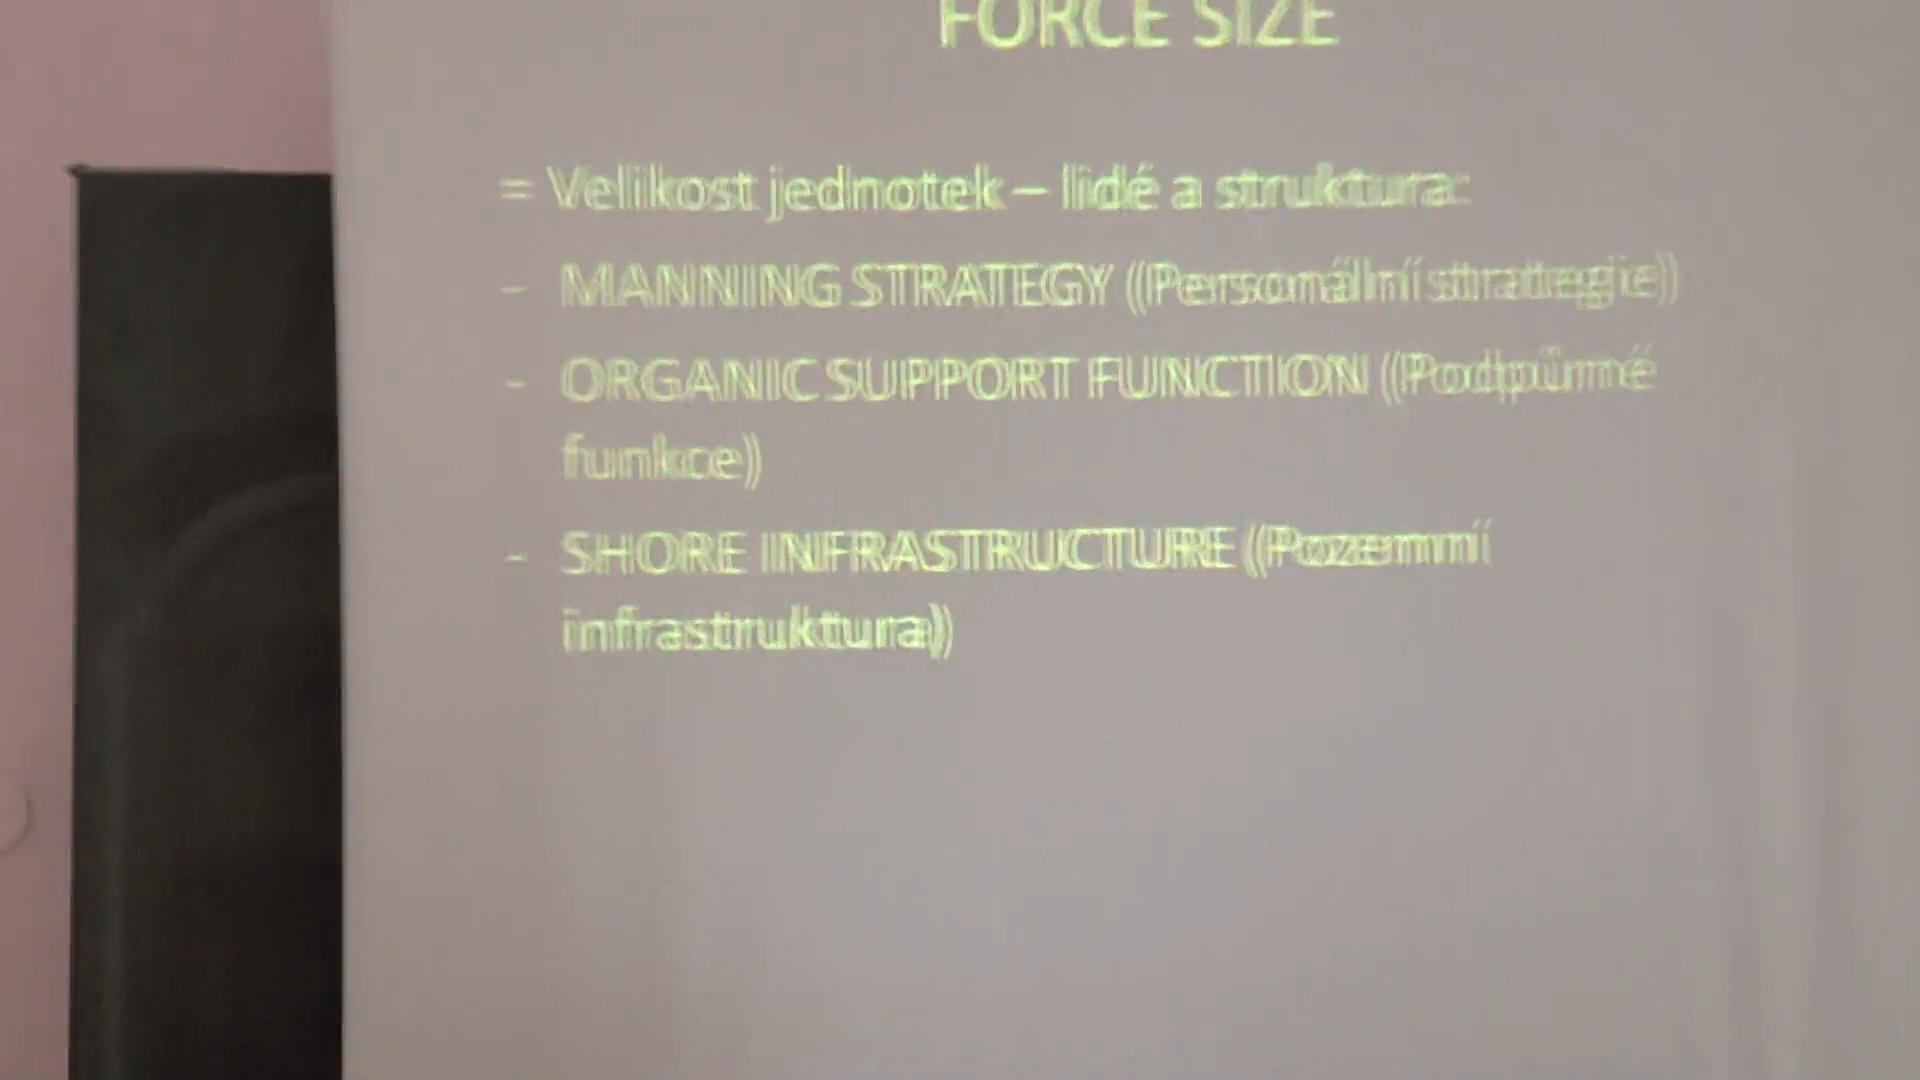 FORCE SIZE
= Velikost jednotek – lidé a struktura:
- MANNING STRATEGY (Personální strategie)
- ORGANIC SUPPORT FUNCTION (Podpůrné
funkce)
- SHORE INFRASTRUCTURE (Pozemní
infrastruktura)